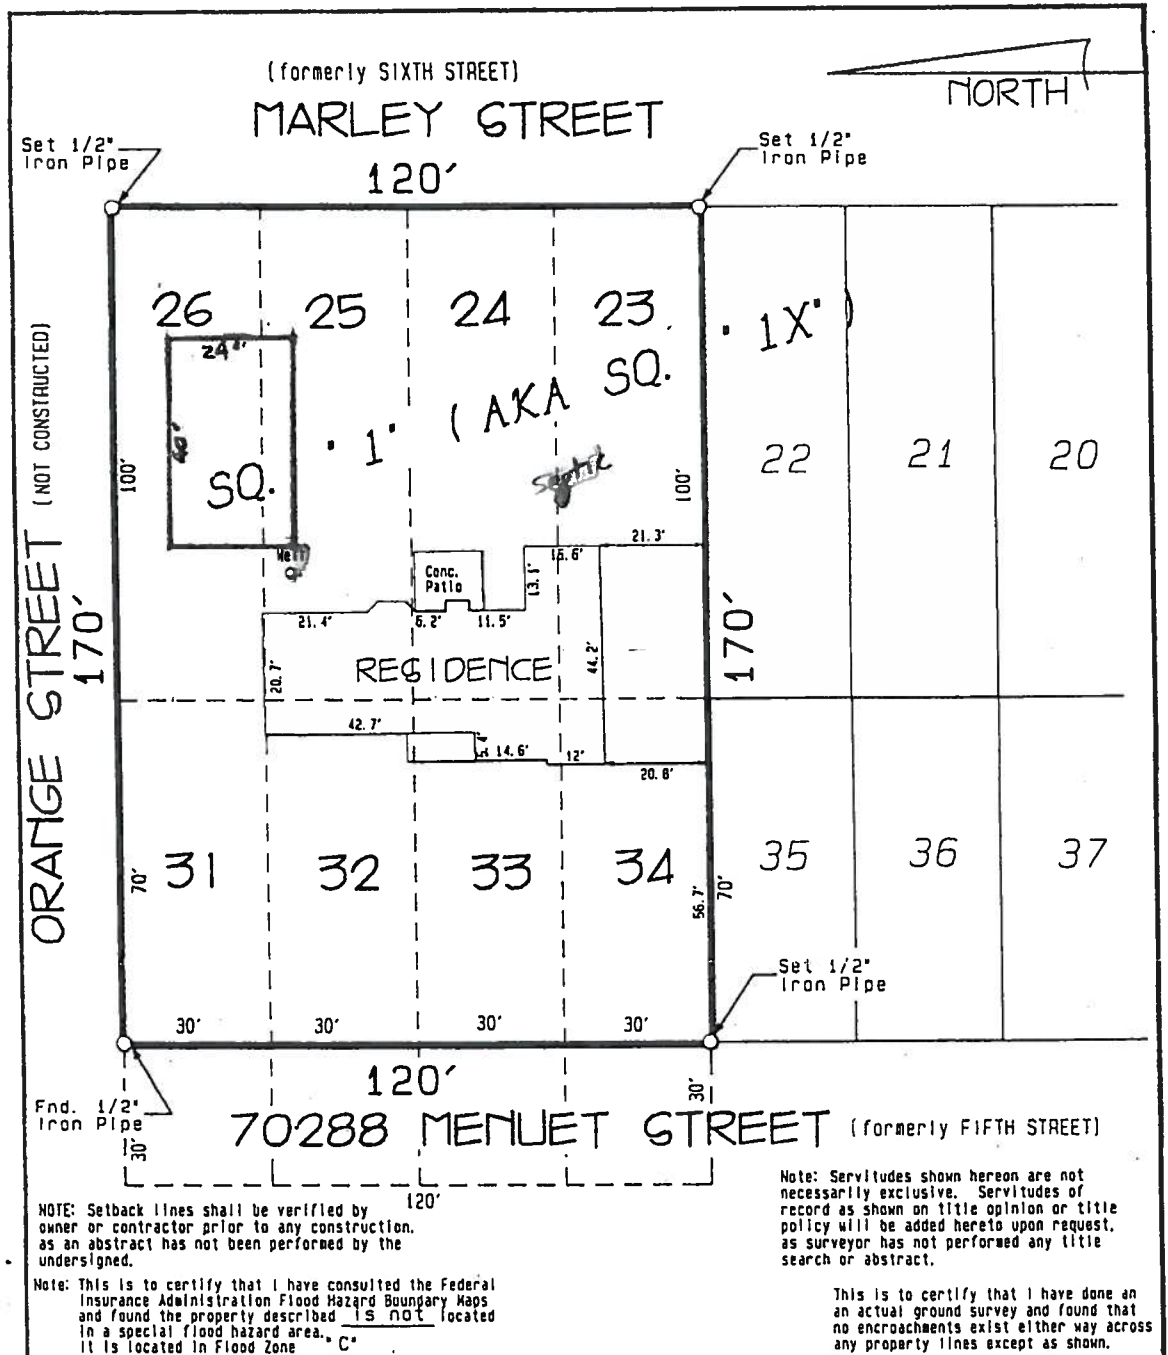 (formerly SIXTH STREET)
MARLEY STREET
NORTH
Set 1/2"
Iron Pipe
Set 1/2"
Iron Pipe
120'
26 25 24 23
24'
40'
SQ. "1" (AKA SQ. "1X")
Septic
Well
22 21 20
100'
100'
ORANGE STREET (NOT CONSTRUCTED)
170'
170'
21.3'
15.6'
13.1'
Conc.
Patio
21.4' 6.2' 11.5'
20.7'
RESIDENCE
44.2'
42.7'
14.6' 12'
20.8'
31 32 33 34
35 36 37
70'
56.7'
70'
Set 1/2"
Iron Pipe
30' 30' 30' 30'
120'
Fnd. 1/2"
Iron Pipe
30'
30'
70288 MENUET STREET (formerly FIFTH STREET)
120'
NOTE: Setback lines shall be verified by
owner or contractor prior to any construction,
as an abstract has not been performed by the
undersigned.
Note: This is to certify that I have consulted the Federal
Insurance Administration Flood Hazard Boundary Maps
and found the property described is not located
in a special flood hazard area.
It is located in Flood Zone "C" .
Note: Servitudes shown hereon are not
necessarily exclusive. Servitudes of
record as shown on title opinion or title
policy will be added hereto upon request,
as surveyor has not performed any title
search or abstract.
This is to certify that I have done an
an actual ground survey and found that
no encroachments exist either way across
any property lines except as shown.